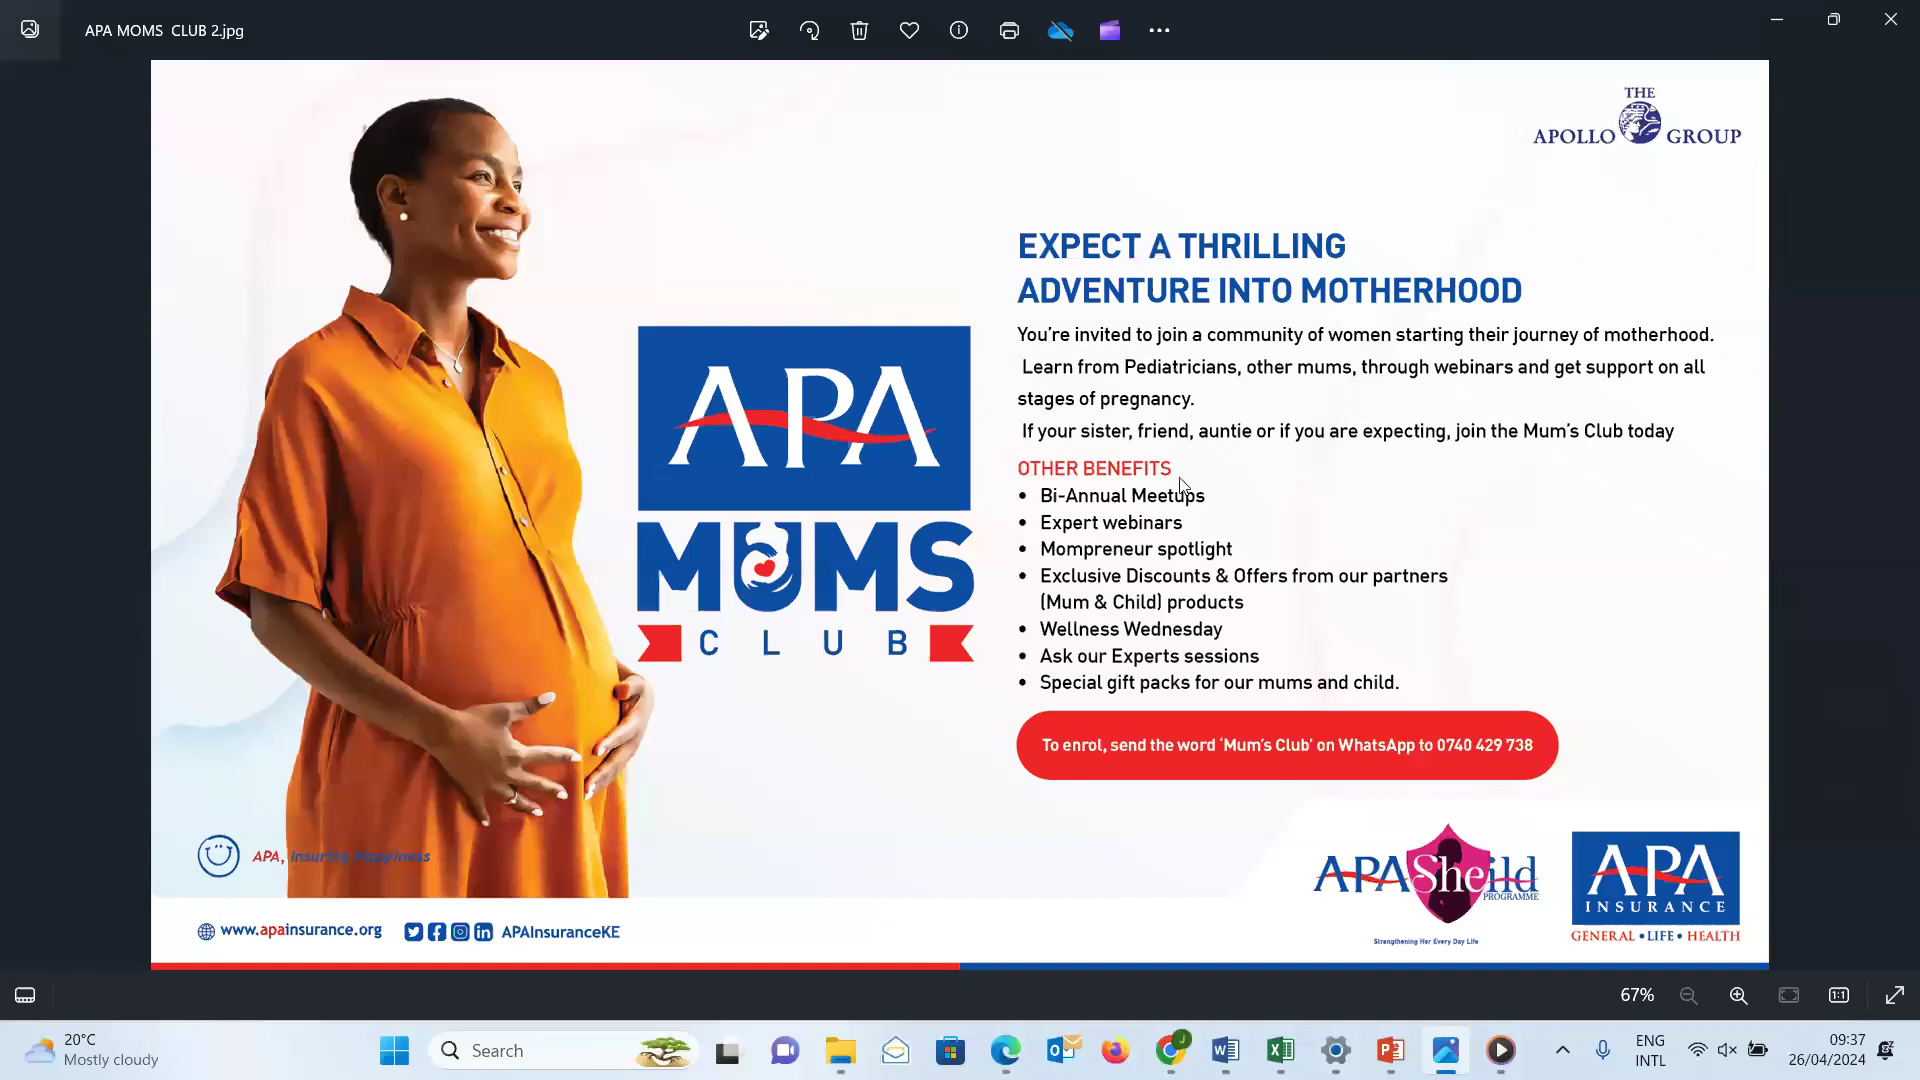 APA MOMS  CLUB 2.jpg
THE
APOLLO GROUP
EXPECT A THRILLING
ADVENTURE INTO MOTHERHOOD
You're invited to join a community of women starting their journey of motherhood.
Learn from Pediatricians, other mums, through webinars and get support on all
stages of pregnancy.
If your sister, friend, auntie or if you are expecting, join the Mum's Club today
APA
MUMS
CLUB
OTHER BENEFITS
• Bi-Annual Meetups
• Expert webinars
• Mompreneur spotlight
• Exclusive Discounts & Offers from our partners
(Mum & Child) products
• Wellness Wednesday
• Ask our Experts sessions
• Special gift packs for our mums and child.
To enrol, send the word 'Mum's Club' on WhatsApp to 0740 429 738
APA, Insuring Happiness
www.apainsurance.org
APAInsuranceKE
APA Sheild
PROGRAMME
Strengthening Her Every Day Life
APA
INSURANCE
GENERAL • LIFE • HEALTH
67%
1:1
20°C
Mostly cloudy
Search
ENG
INTL
09:37
26/04/2024